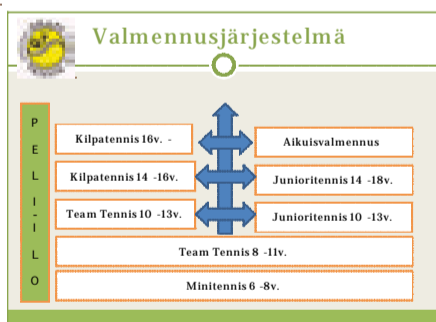 Valmennusjärjestelmä
P
E
L
I
-
I
L
O
Kilpatennis 16v. -
Aikuisvalmennus
Kilpatennis 14 -16v.
Junioritennis 14 -18v.
Team Tennis 10 -13v.
Junioritennis 10 -13v.
Team Tennis 8 -11v.
Minitennis 6 -8v.